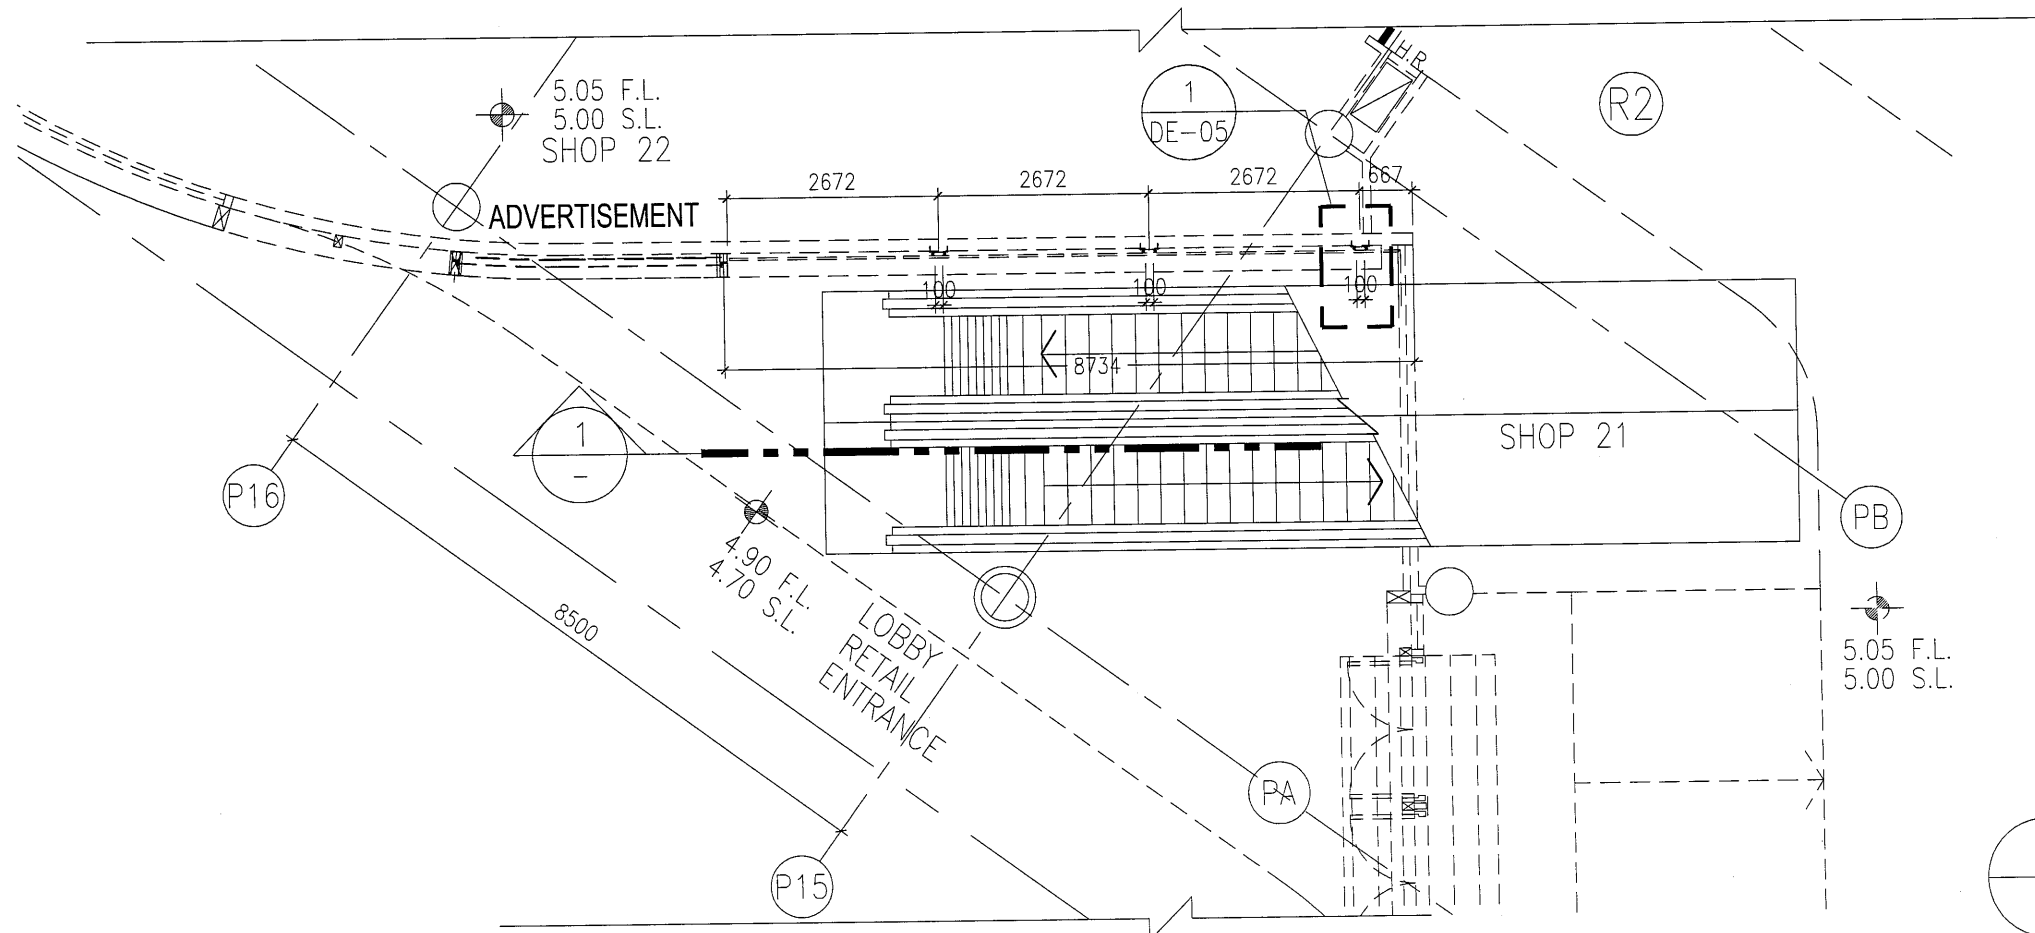 5.05 F.L.
5.00 S.L.
SHOP 22
1
DE-05
H.R
R2
2672
2672
2672
667
ADVERTISEMENT
100
100
100
8734
1
-
SHOP 21
P16
PB
4.90 F.L.
4.70 S.L.
8500
LOBBY
RETAIL
ENTRANCE
5.05 F.L.
5.00 S.L.
PA
P15